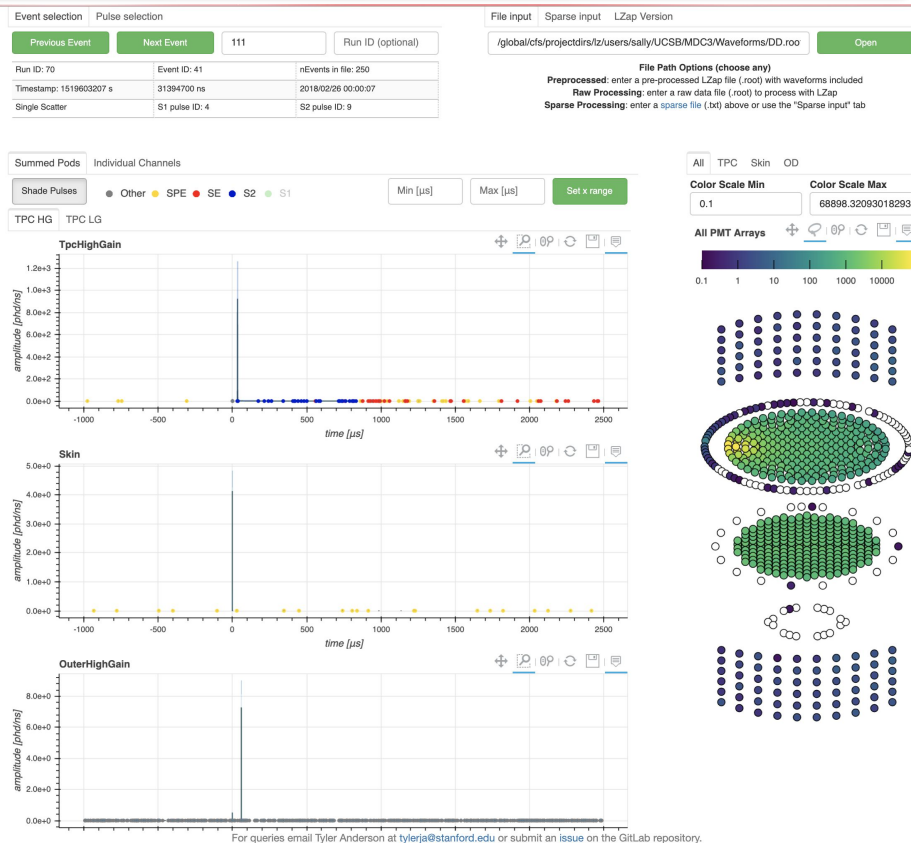 Event selection Pulse selection
Previous Event Next Event 111 Run ID (optional)
Run ID: 70 Event ID: 41 nEvents in file: 250
Timestamp: 1519603207 s 31394700 ns 2018/02/26 00:00:07
Single Scatter S1 pulse ID: 4 S2 pulse ID: 9
File input Sparse input LZap Version
/global/cfs/projectdirs/lz/users/sally/UCSB/MDC3/Waveforms/DD.roo Open
File Path Options (choose any)
Preprocessed: enter a pre-processed LZap file (.root) with waveforms included
Raw Processing: enter a raw data file (.root) to process with LZap
Sparse Processing: enter a sparse file (.txt) above or use the "Sparse input" tab
Summed Pods Individual Channels
Shade Pulses Other SPE SE S2 S1 Min [µs] Max [µs] Set x range
TPC HG TPC LG
TpcHighGain
1.2e+3
1.0e+3
8.0e+2
6.0e+2
4.0e+2
2.0e+2
0.0e+0
amplitude [phd/ns]
-1000 -500 0 500 1000 1500 2000 2500
time [µs]
Skin
5.0e+0
4.0e+0
3.0e+0
2.0e+0
1.0e+0
0.0e+0
amplitude [phd/ns]
-1000 -500 0 500 1000 1500 2000 2500
time [µs]
OuterHighGain
8.0e+0
6.0e+0
4.0e+0
2.0e+0
0.0e+0
amplitude [phd/ns]
All TPC Skin OD
Color Scale Min Color Scale Max
0.1 68898.32093018293
All PMT Arrays
0.1 1 10 100 1000 10000
For queries email Tyler Anderson at tylerja@stanford.edu or submit an issue on the GitLab repository.